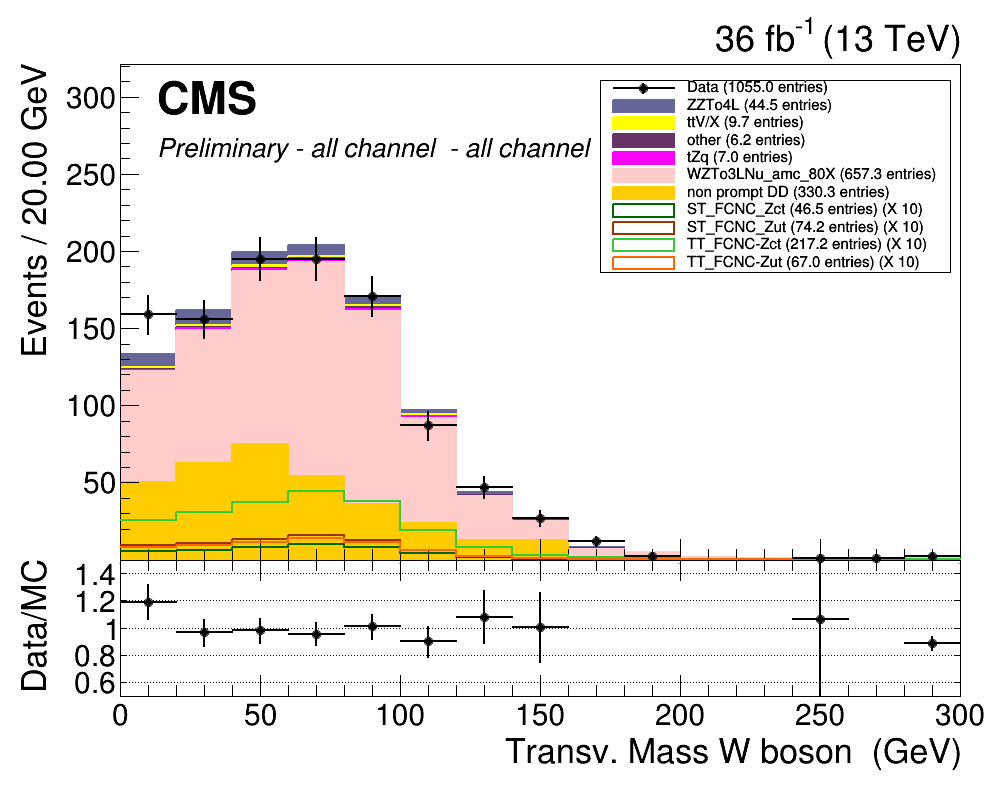 36 fb-1 (13 TeV)
Events / 20.00 GeV
300
250
200
150
100
50
CMS
Preliminary - all channel - all channel
Data (1055.0 entries)
ZZTo4L (44.5 entries)
ttV/X (9.7 entries)
other (6.2 entries)
tZq (7.0 entries)
WZTo3LNu_amc_80X (657.3 entries)
non prompt DD (330.3 entries)
ST_FCNC_Zct (46.5 entries) (X 10)
ST_FCNC_Zut (74.2 entries) (X 10)
TT_FCNC-Zct (217.2 entries) (X 10)
TT_FCNC-Zut (67.0 entries) (X 10)
Data/MC
1.4
1.2
1
0.8
0.6
0 50 100 150 200 250 300
Transv. Mass W boson (GeV)